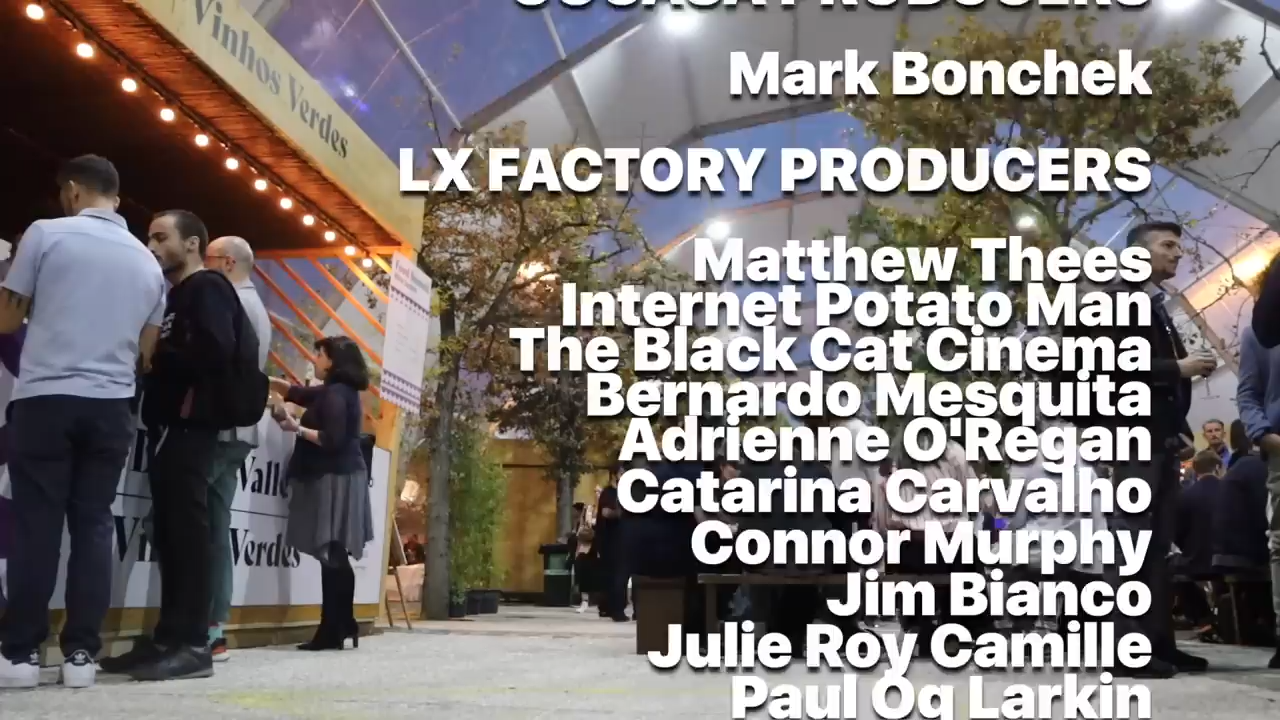 Mark Bonchek
LX FACTORY PRODUCERS
Matthew Thees
Internet Potato Man
The Black Cat Cinema
Bernardo Mesquita
Adrienne O'Regan
Catarina Carvalho
Connor Murphy
Jim Bianco
Julie Roy Camille
Paul Óg Larkin
Vinhos Verdes
Verdes